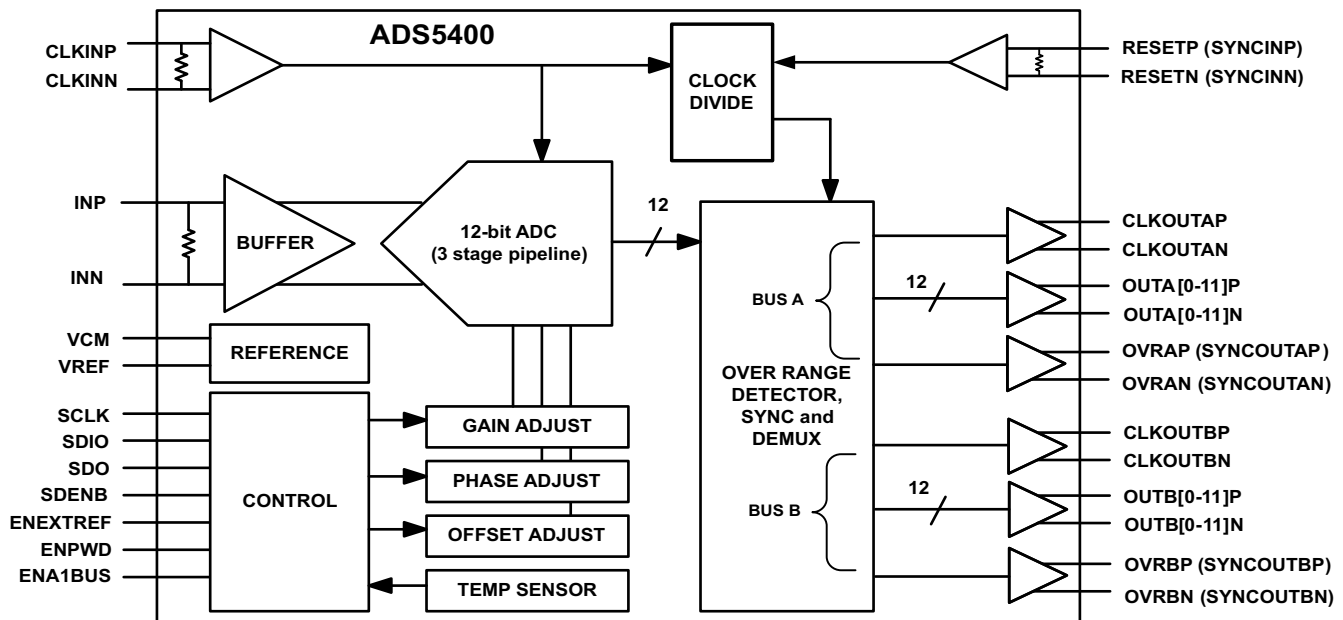 ADS5400
CLKINP
CLKINN
CLOCK
DIVIDE
RESETP (SYNCINP)
RESETN (SYNCINN)
INP
INN
BUFFER
12-bit ADC
(3 stage pipeline)
12
VCM
VREF
REFERENCE
SCLK
SDIO
SDO
SDENB
ENEXTREF
ENPWD
ENA1BUS
CONTROL
GAIN ADJUST
PHASE ADJUST
OFFSET ADJUST
TEMP SENSOR
BUS A
OVER RANGE
DETECTOR,
SYNC and
DEMUX
BUS B
12
12
CLKOUTAP
CLKOUTAN
OUTA[0-11]P
OUTA[0-11]N
OVRAP (SYNCOUTAP)
OVRAN (SYNCOUTAN)
CLKOUTBP
CLKOUTBN
OUTB[0-11]P
OUTB[0-11]N
OVRBP (SYNCOUTBP)
OVRBN (SYNCOUTBN)